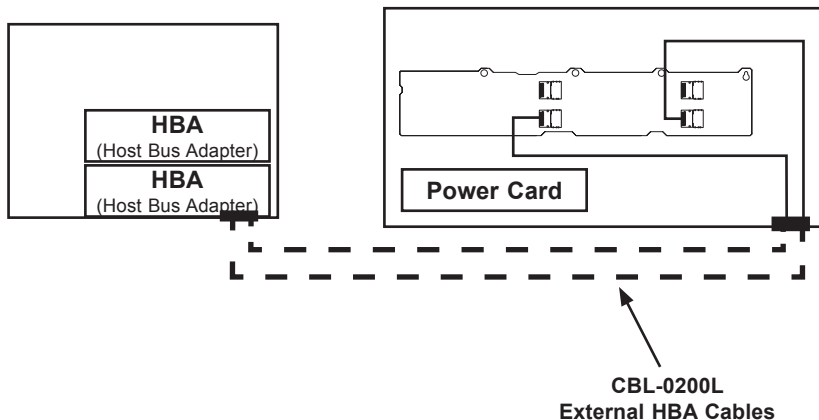 HBA
(Host Bus Adapter)
HBA
(Host Bus Adapter)
Power Card
CBL-0200L
External HBA Cables